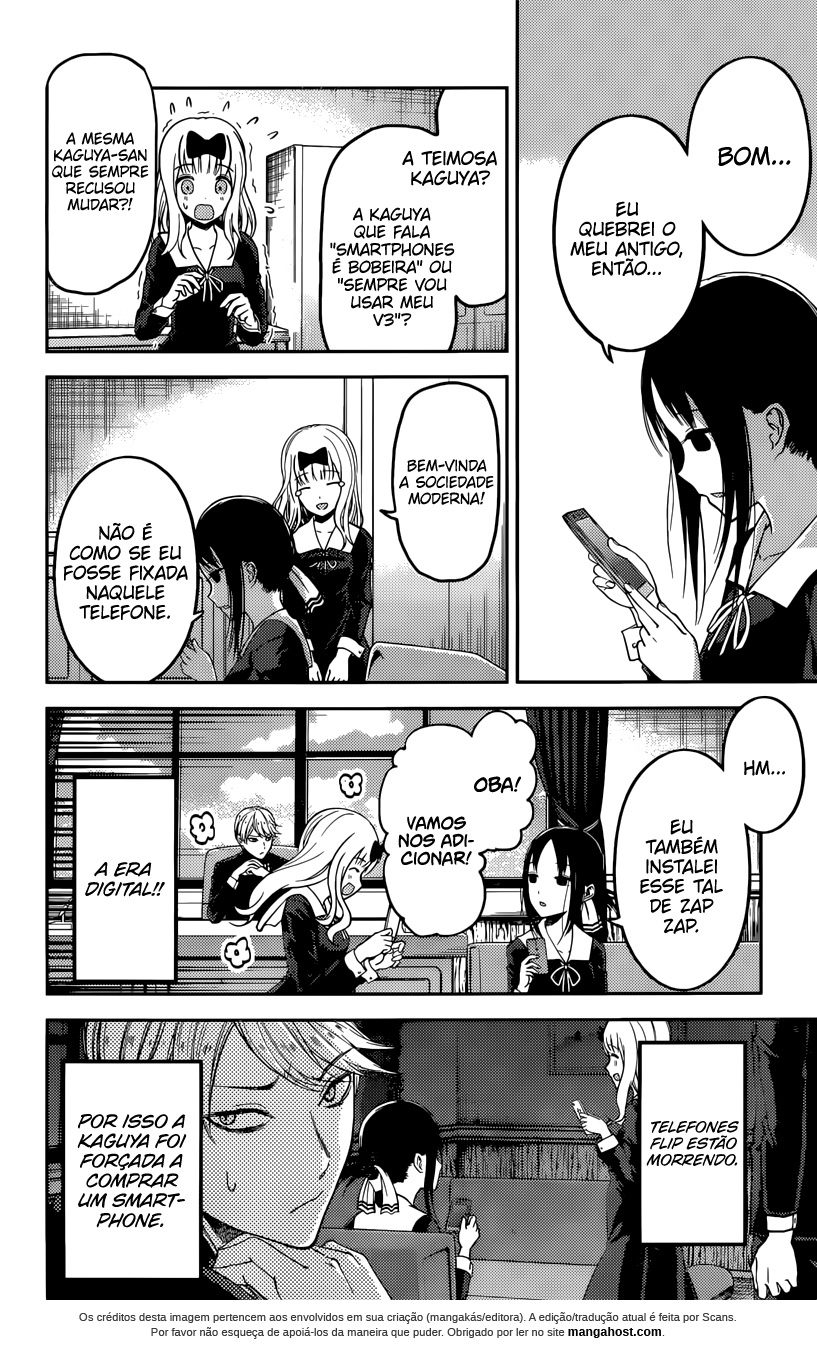 BOM...
EU
QUEBREI O
MEU ANTIGO,
ENTÃO...
A TEIMOSA
KAGUYA?
A KAGUYA
QUE FALA
"SMARTPHONES
É BOBEIRA" OU
"SEMPRE VOU
USAR MEU
V3"?
A MESMA
KAGUYA-SAN
QUE SEMPRE
RECUSOU
MUDAR?!
BEM-VINDA
A SOCIEDADE
MODERNA!
NÃO É
COMO SE EU
FOSSE FIXADA
NAQUELE
TELEFONE.
HM...
EU
TAMBÉM
INSTALEI
ESSE TAL
DE ZAP
ZAP.
OBA!
VAMOS
NOS ADI-
CIONAR!
A ERA
DIGITAL!!
TELEFONES
FLIP ESTÃO
MORRENDO.
POR ISSO A
KAGUYA FOI
FORÇADA A
COMPRAR
UM SMART-
PHONE.
Os créditos desta imagem pertencem aos envolvidos em sua criação (mangakás/editora). A edição/tradução atual é feita por Scans.
Por favor não esqueça de apoiá-los da maneira que puder. Obrigado por ler no site mangahost.com.